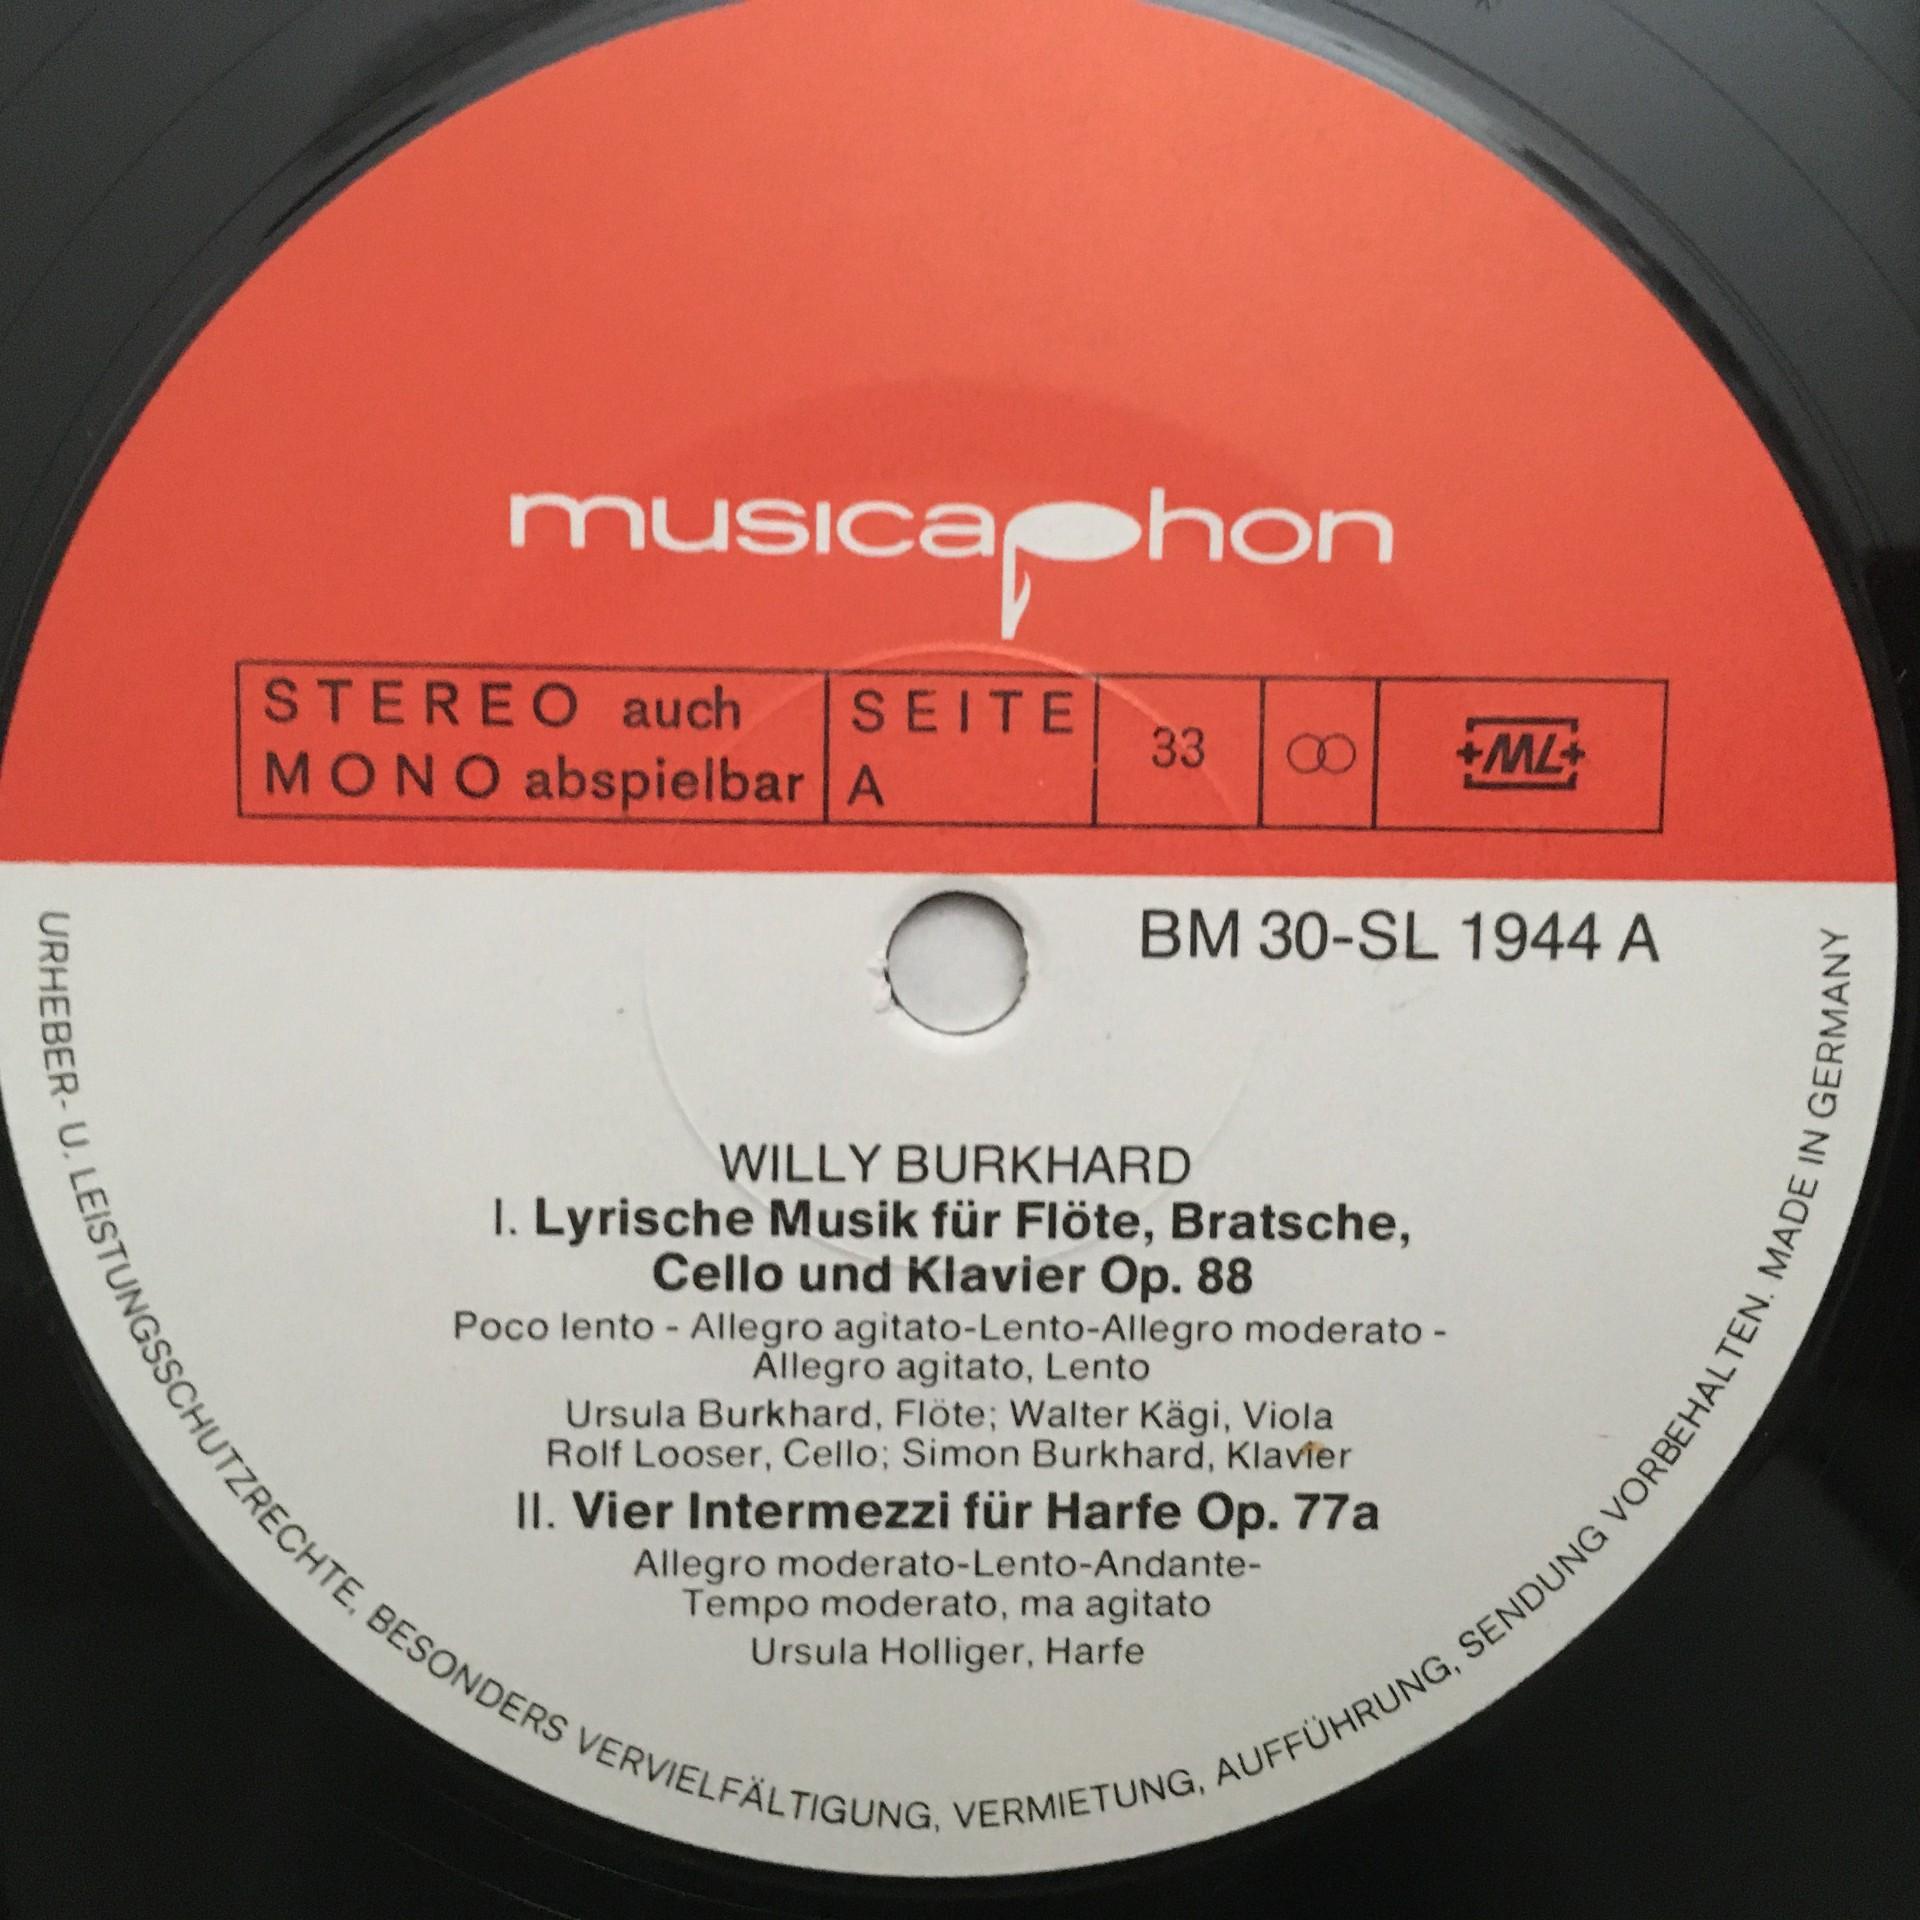 musicaphon
STEREO auch
MONO abspielbar
SEITE
A
33
+ML+
BM 30-SL 1944 A
WILLY BURKHARD
I. Lyrische Musik für Flöte, Bratsche,
Cello und Klavier Op. 88
Poco lento - Allegro agitato-Lento-Allegro moderato -
Allegro agitato, Lento
Ursula Burkhard, Flöte; Walter Kägi, Viola
Rolf Looser, Cello; Simon Burkhard, Klavier
II. Vier Intermezzi für Harfe Op. 77a
Allegro moderato-Lento-Andante-
Tempo moderato, ma agitato
Ursula Holliger, Harfe
URHEBER- U. LEISTUNGSSCHUTZRECHTE, BESONDERS VERVIELFÄLTIGUNG, VERMIETUNG, AUFFÜHRUNG, SENDUNG VORBEHALTEN. MADE IN GERMANY